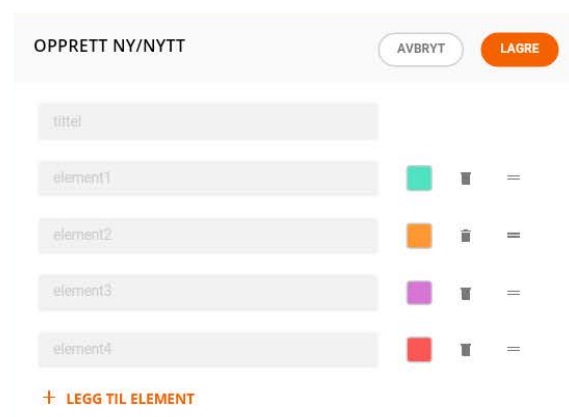 OPPRETT NY/NYTT
AVBRYT
LAGRE
tittel
element1
element2
element3
element4
+ LEGG TIL ELEMENT